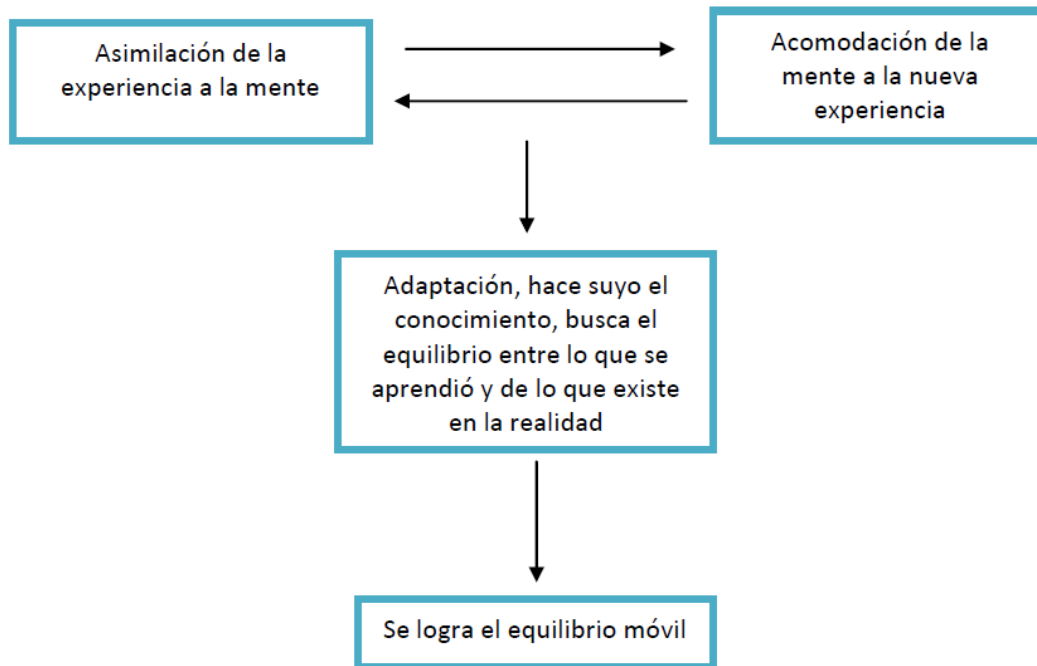 Asimilación de la
experiencia a la mente
Acomodación de la
mente a la nueva
experiencia
Adaptación, hace suyo el
conocimiento, busca el
equilibrio entre lo que se
aprendió y de lo que existe
en la realidad
Se logra el equilibrio móvil